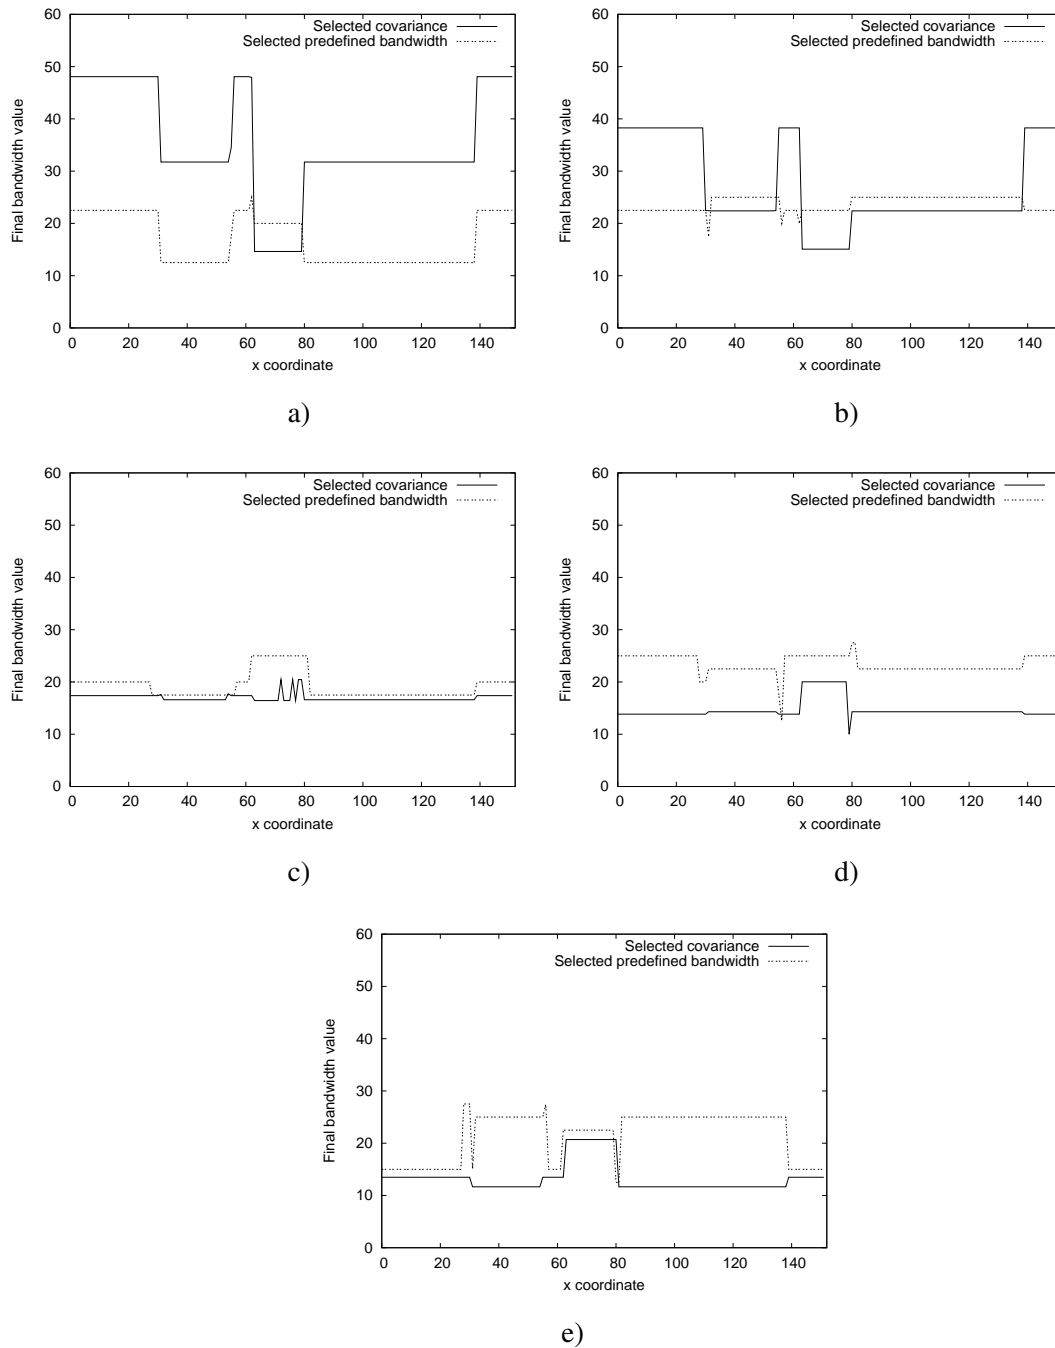 60
50
40
30
20
10
0
Final bandwidth value
Selected covariance
Selected predefined bandwidth
0 20 40 60 80 100 120 140
x coordinate
a)
60
50
40
30
20
10
0
Final bandwidth value
Selected covariance
Selected predefined bandwidth
0 20 40 60 80 100 120 140
x coordinate
b)
60
50
40
30
20
10
0
Final bandwidth value
Selected covariance
Selected predefined bandwidth
0 20 40 60 80 100 120 140
x coordinate
c)
60
50
40
30
20
10
0
Final bandwidth value
Selected covariance
Selected predefined bandwidth
0 20 40 60 80 100 120 140
x coordinate
d)
60
50
40
30
20
10
0
Final bandwidth value
Selected covariance
Selected predefined bandwidth
0 20 40 60 80 100 120 140
x coordinate
e)